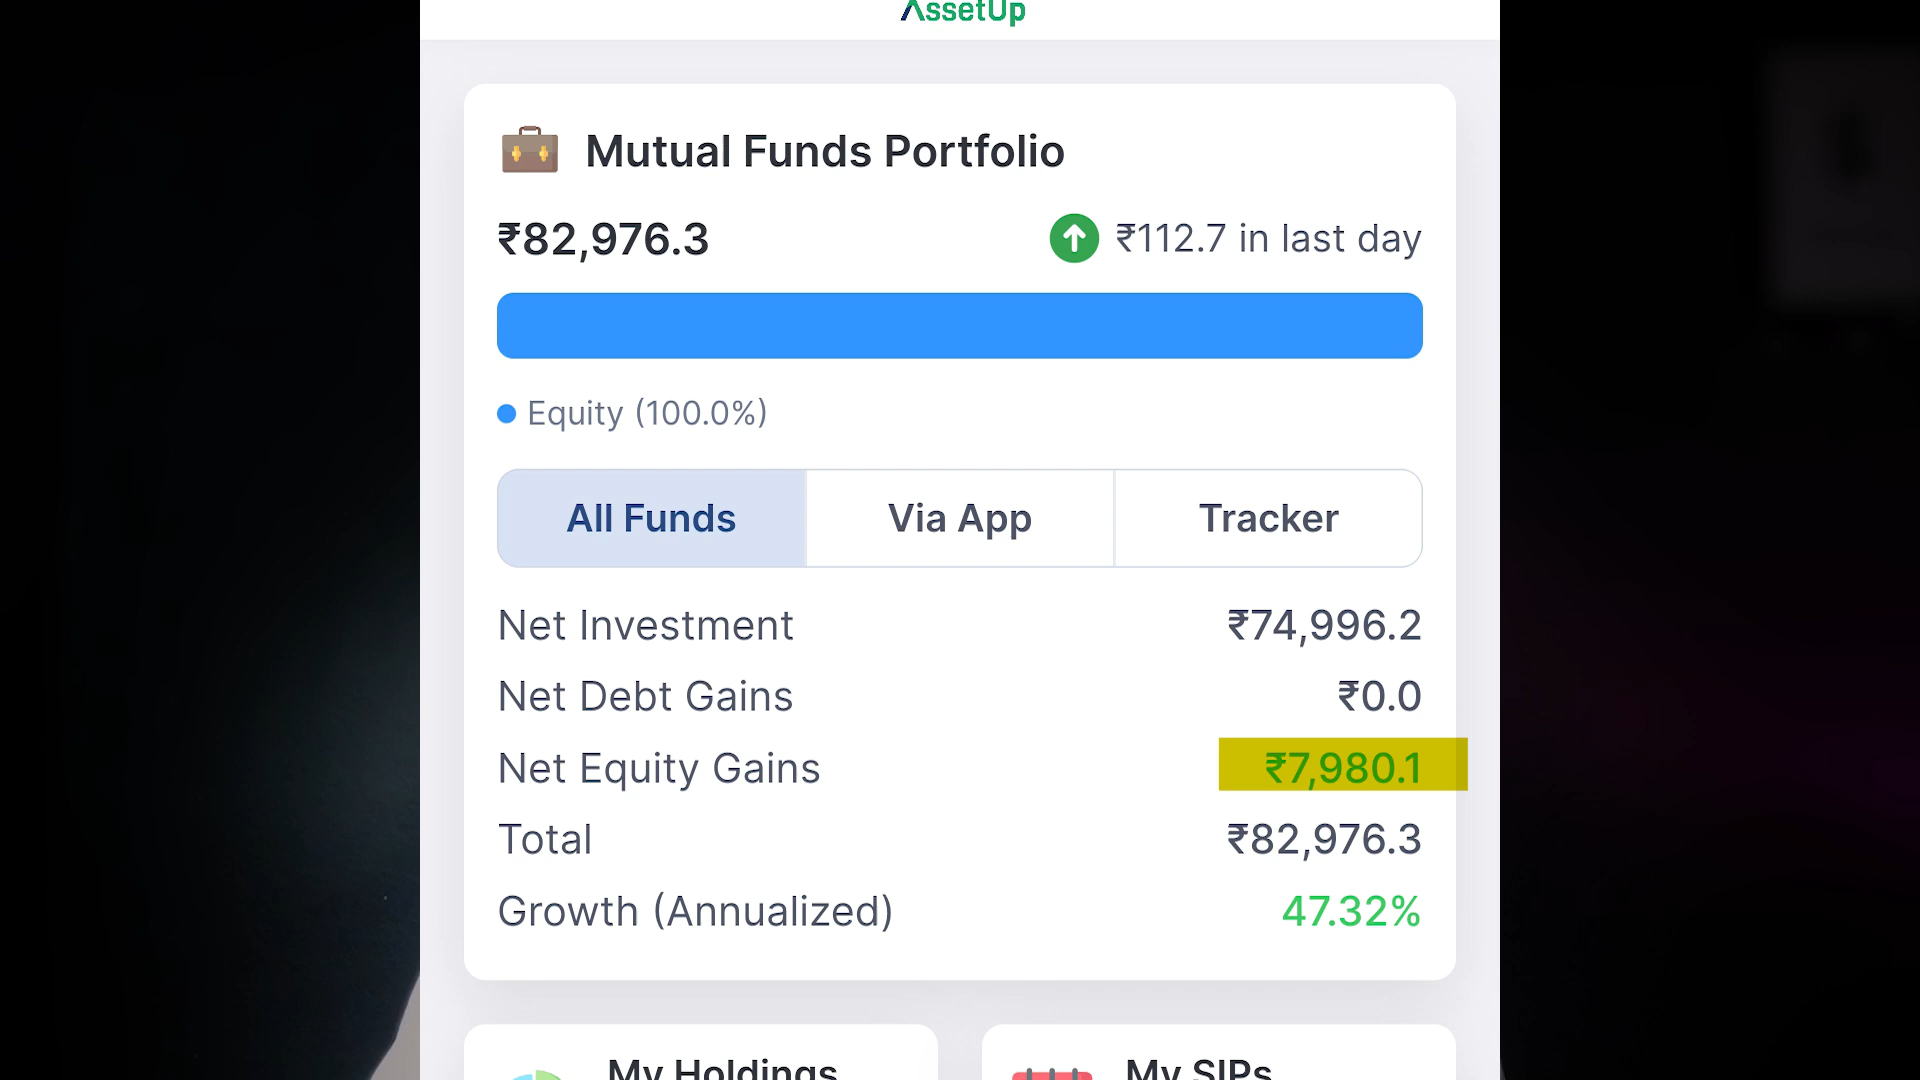 AssetUp
Mutual Funds Portfolio
₹82,976.3
₹112.7 in last day
Equity (100.0%)
All Funds
Via App
Tracker
Net Investment ₹74,996.2
Net Debt Gains ₹0.0
Net Equity Gains ₹7,980.1
Total ₹82,976.3
Growth (Annualized) 47.32%
My Holdings
My SIPs